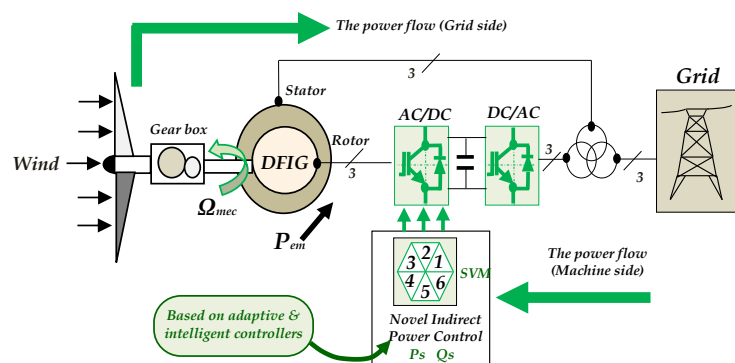 The power flow (Grid side)
3
Grid
Stator
AC/DC
DC/AC
Gear box
Rotor
Wind
DFIG
3
3
3
Ωmec
Pem
The power flow
(Machine side)
3 2 1
4 5 6
SVM
Based on adaptive &
intelligent controllers
Novel Indirect
Power Control
Ps Qs